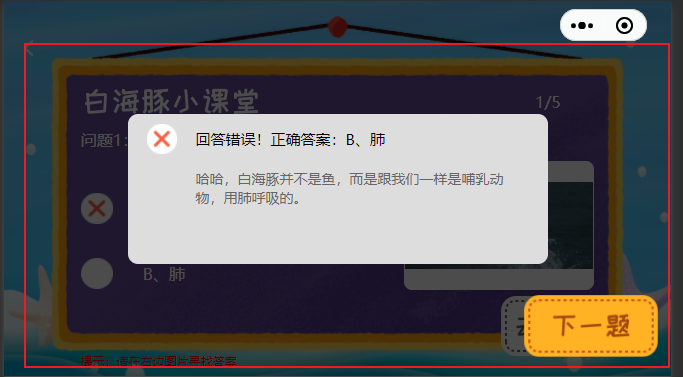 白海豚小课堂
1/5
问题1:
回答错误！正确答案：B、肺
哈哈，白海豚并不是鱼，而是跟我们一样是哺乳动
物，用肺呼吸的。
B、肺
下一题
提示：请在右边图片寻找答案